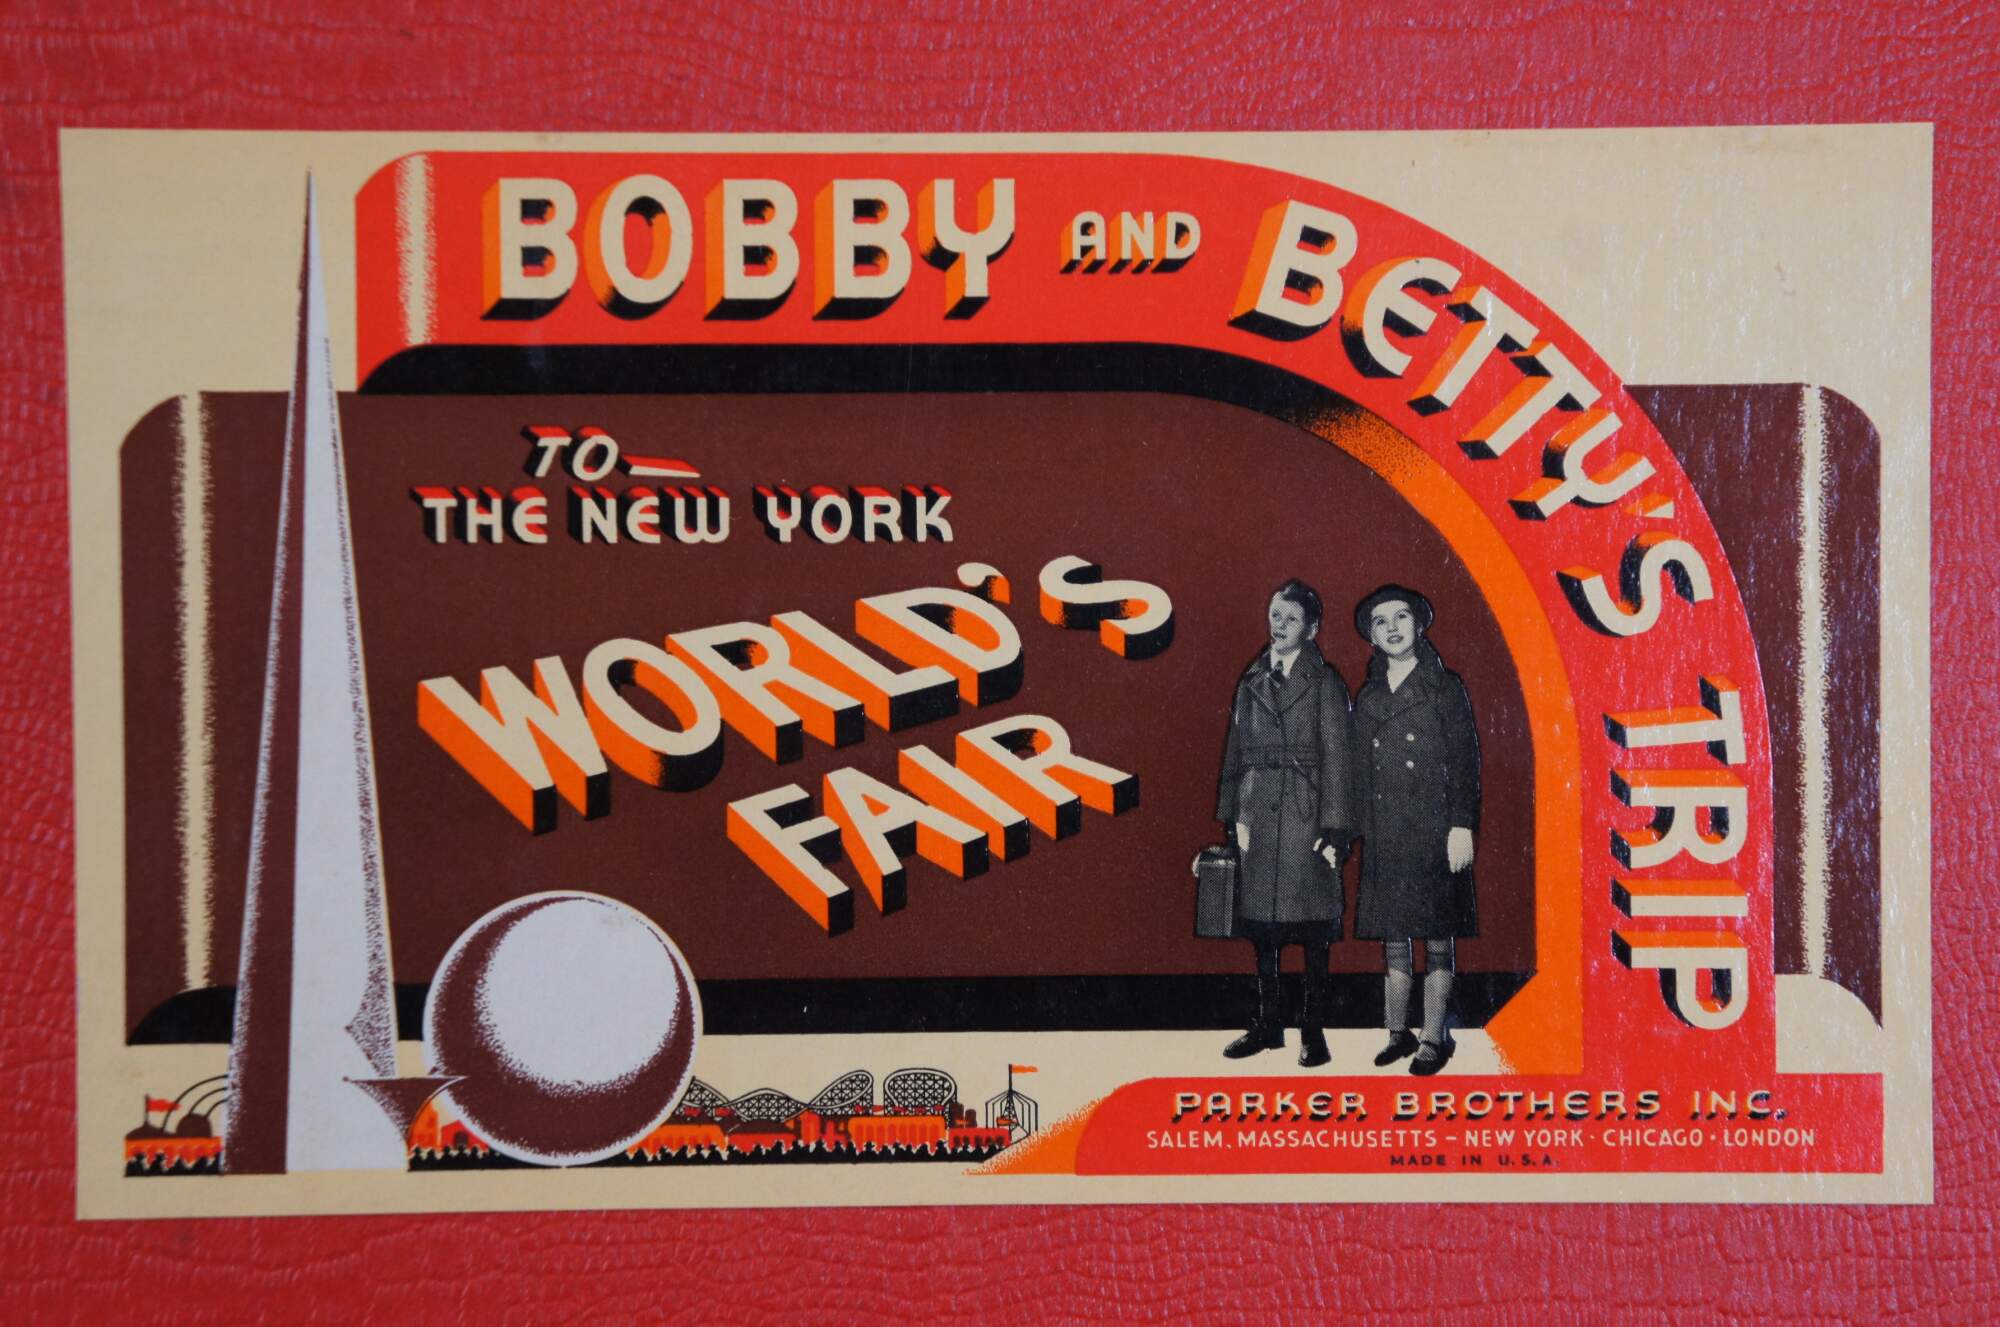 BOBBY AND BETTY'S TRIP
TO—
THE NEW YORK
WORLD'S
FAIR
PARKER BROTHERS INC.
SALEM, MASSACHUSETTS – NEW YORK · CHICAGO · LONDON
MADE IN U.S.A.